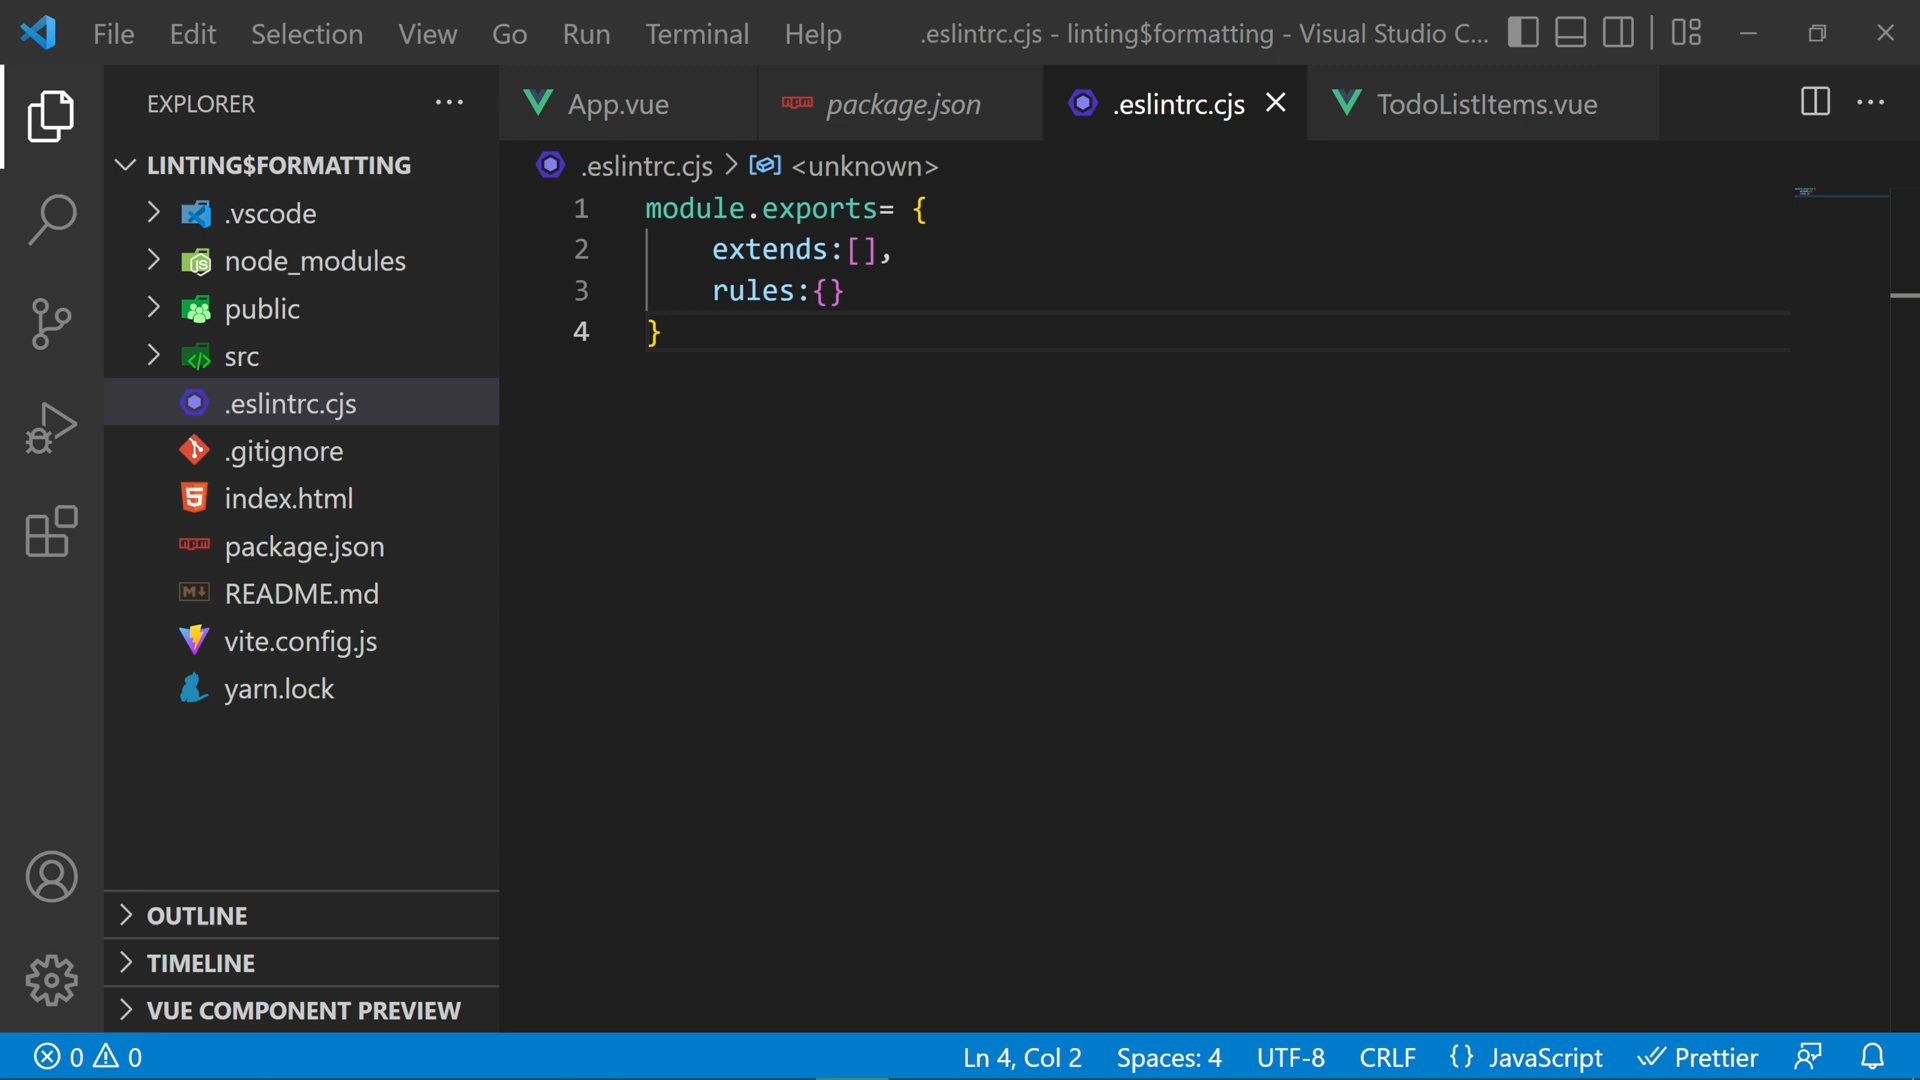 File Edit Selection View Go Run Terminal Help .eslintrc.cjs - linting$formatting - Visual Studio C...
EXPLORER
App.vue package.json .eslintrc.cjs TodoListItems.vue
LINTING$FORMATTING
.eslintrc.cjs > <unknown>
.vscode
node_modules
public
src
.eslintrc.cjs
.gitignore
index.html
package.json
README.md
vite.config.js
yarn.lock
1 module.exports= {
2 extends:[],
3 rules:{}
4 }
OUTLINE
TIMELINE
VUE COMPONENT PREVIEW
0 0 Ln 4, Col 2 Spaces: 4 UTF-8 CRLF {} JavaScript Prettier